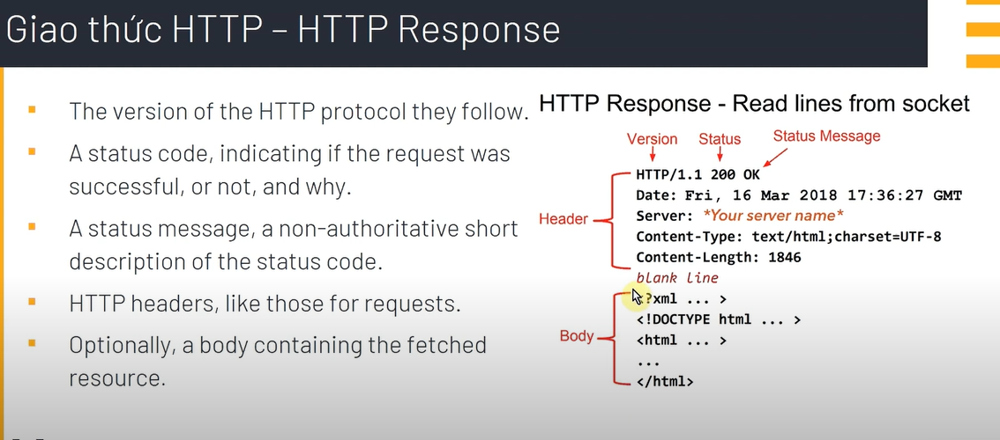 Giao thức HTTP – HTTP Response
The version of the HTTP protocol they follow.
A status code, indicating if the request was
successful, or not, and why.
A status message, a non-authoritative short
description of the status code.
HTTP headers, like those for requests.
Optionally, a body containing the fetched
resource.
HTTP Response - Read lines from socket
Version Status Status Message
HTTP/1.1 200 OK
Date: Fri, 16 Mar 2018 17:36:27 GMT
Server: *Your server name*
Header
Content-Type: text/html;charset=UTF-8
Content-Length: 1846
blank line
<?xml ... >
<!DOCTYPE html ... >
Body
<html ... >
...
</html>